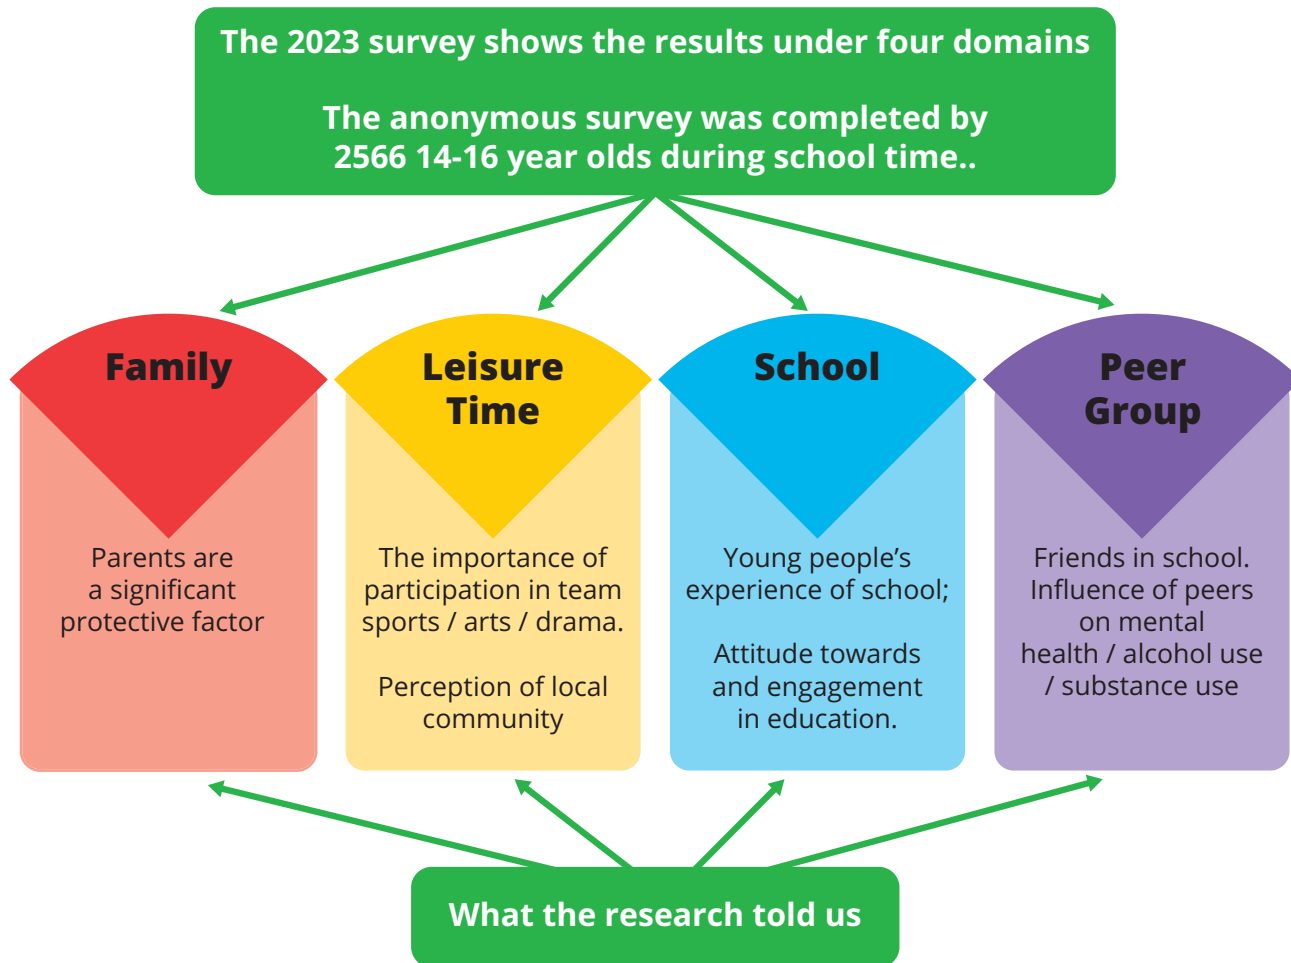 The 2023 survey shows the results under four domains
The anonymous survey was completed by
2566 14-16 year olds during school time..
Family
Parents are
a significant
protective factor
Leisure
Time
The importance of
participation in team
sports / arts / drama.
Perception of local
community
School
Young people’s
experience of school;
Attitude towards
and engagement
in education.
Peer
Group
Friends in school.
Influence of peers
on mental
health / alcohol use
/ substance use
What the research told us